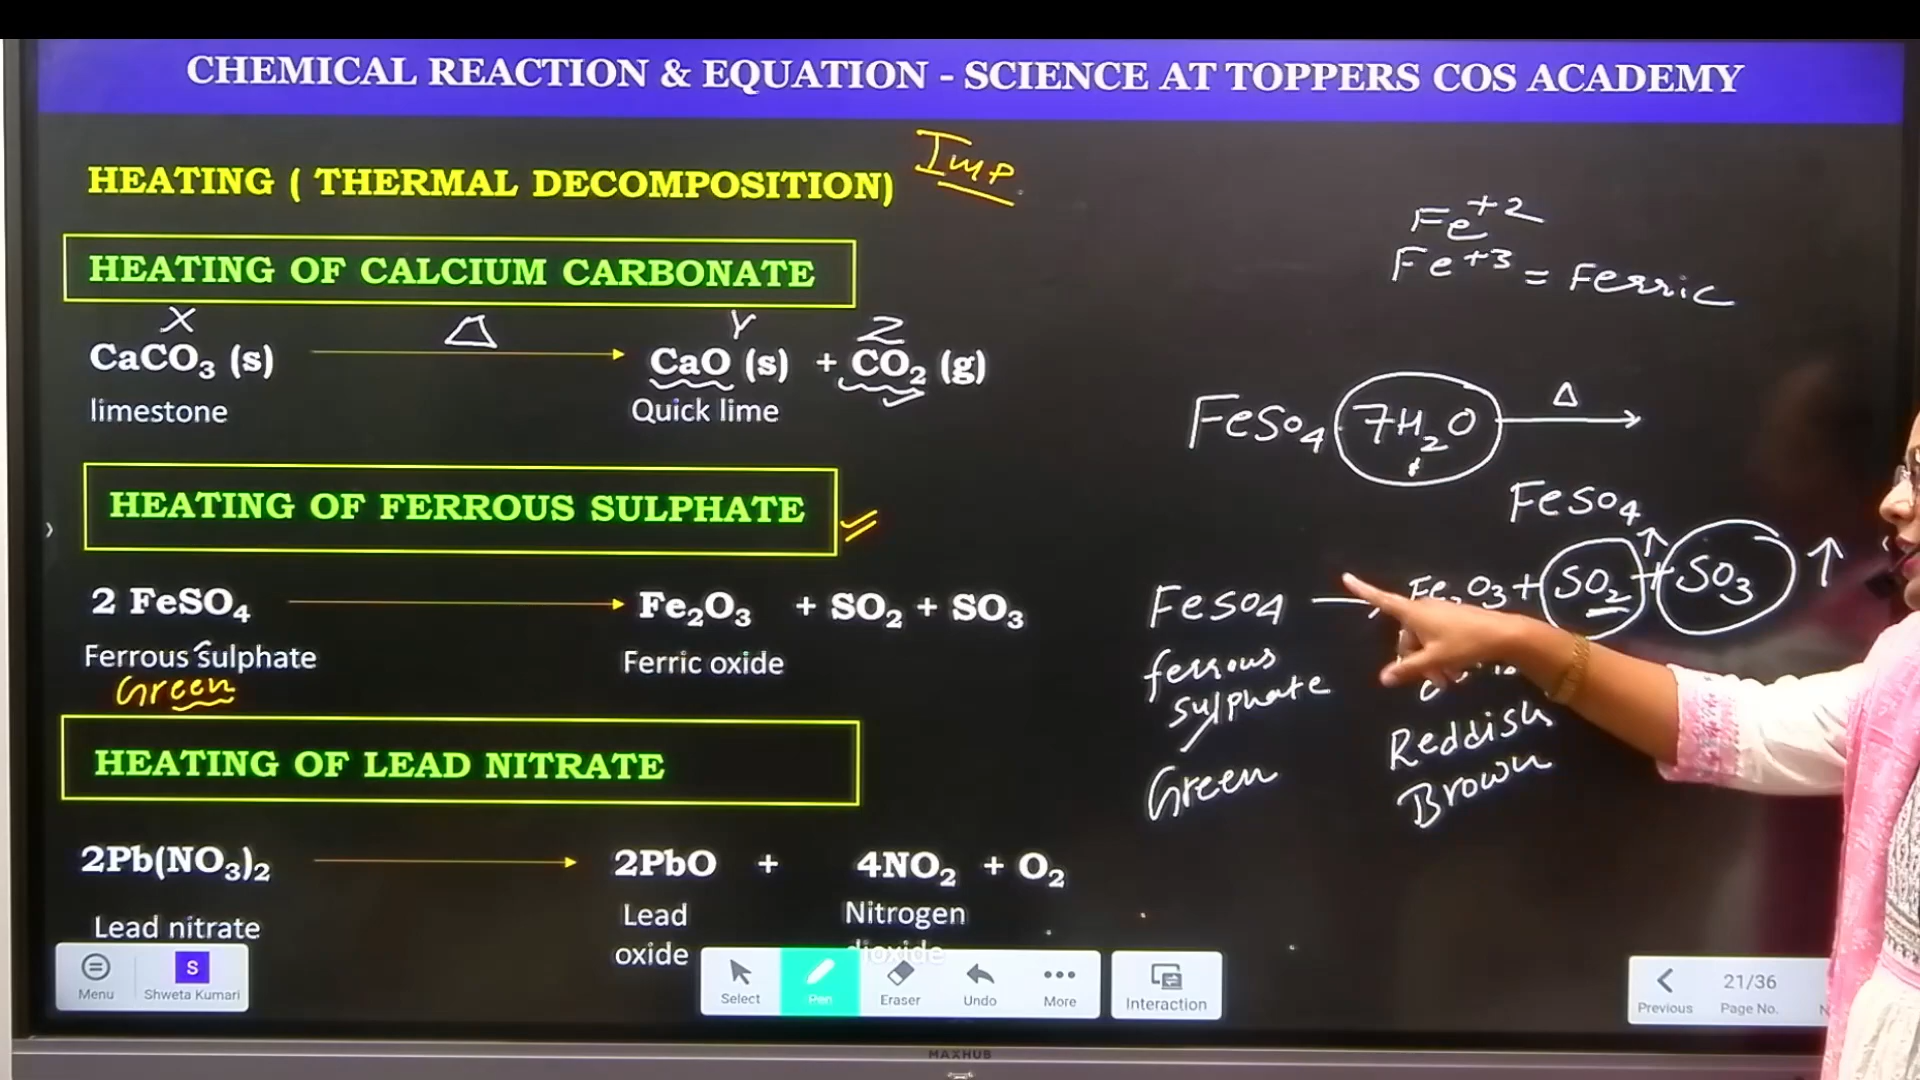 CHEMICAL REACTION & EQUATION - SCIENCE AT TOPPERS COS ACADEMY
HEATING ( THERMAL DECOMPOSITION) Imp
HEATING OF CALCIUM CARBONATE
X Δ Y Z
CaCO₃ (s) → CaO (s) + CO₂ (g)
limestone Quick lime
HEATING OF FERROUS SULPHATE
2 FeSO₄ → Fe₂O₃ + SO₂ + SO₃
Ferrous sulphate Ferric oxide
Green
HEATING OF LEAD NITRATE
2Pb(NO₃)₂ → 2PbO + 4NO₂ + O₂
Lead nitrate Lead oxide Nitrogen dioxide
Fe⁺²
Fe⁺³ = Ferric
FeSO₄ 7H₂O Δ →
FeSO₄
FeSO₄ → Fe₂O₃ + SO₂ ↑ + SO₃ ↑
ferrous
sulphate
Green
Reddish
Brown
Menu
S
Shweta Kumari
Select
Pen
Eraser
Undo
More
Interaction
Previous
21/36
Page No.
MAXHUB